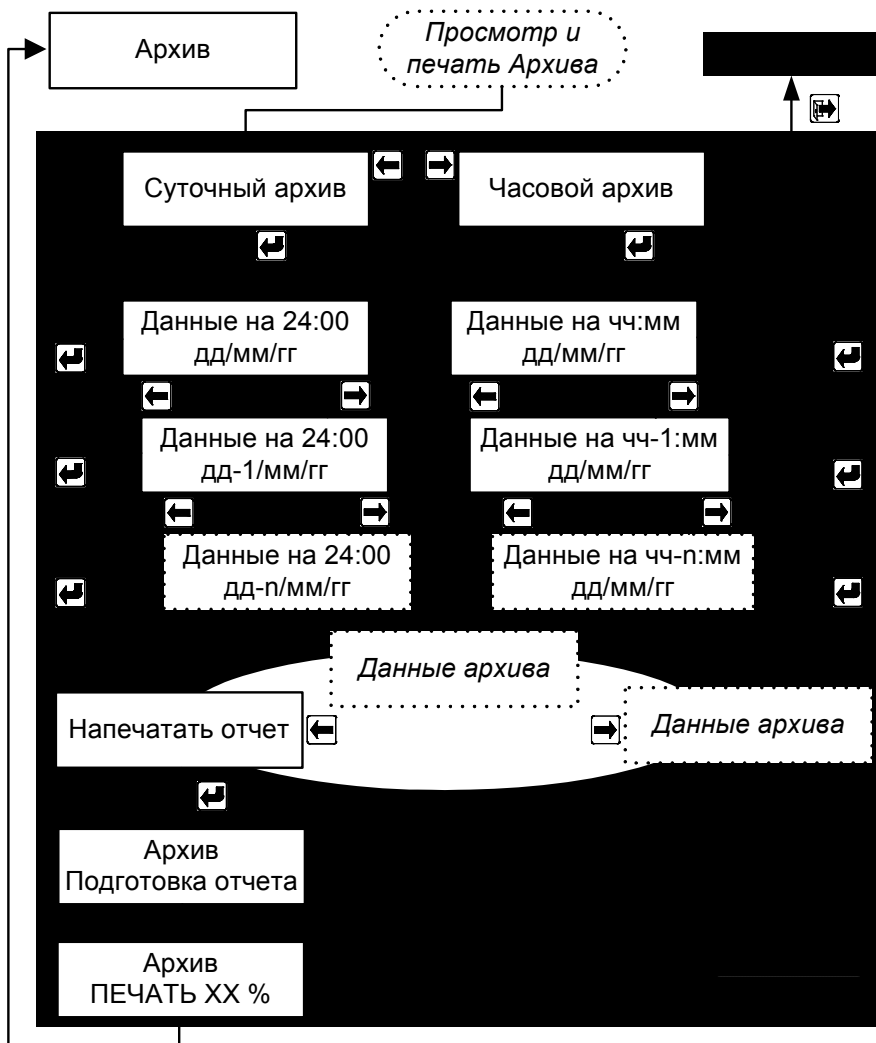 Архив
Просмотр и
печать Архива
Суточный архив
Часовой архив
Данные на 24:00
дд/мм/гг
Данные на чч:мм
дд/мм/гг
Данные на 24:00
дд-1/мм/гг
Данные на чч-1:мм
дд/мм/гг
Данные на 24:00
дд-n/мм/гг
Данные на чч-n:мм
дд/мм/гг
Данные архива
Напечатать отчет
Данные архива
Архив
Подготовка отчета
Архив
ПЕЧАТЬ XX %